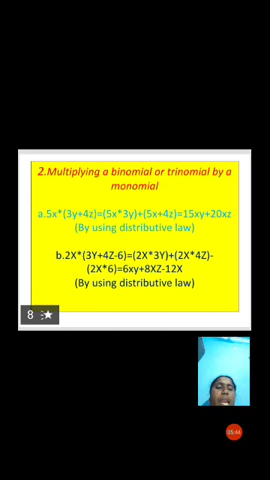 2.Multiplying a binomial or trinomial by a
monomial
a.5x*(3y+4z)=(5x*3y)+(5x+4z)=15xy+20xz
(By using distributive law)
b.2X*(3Y+4Z-6)=(2X*3Y)+(2X*4Z)-
(2X*6)=6xy+8XZ-12X
(By using distributive law)
8
05:44